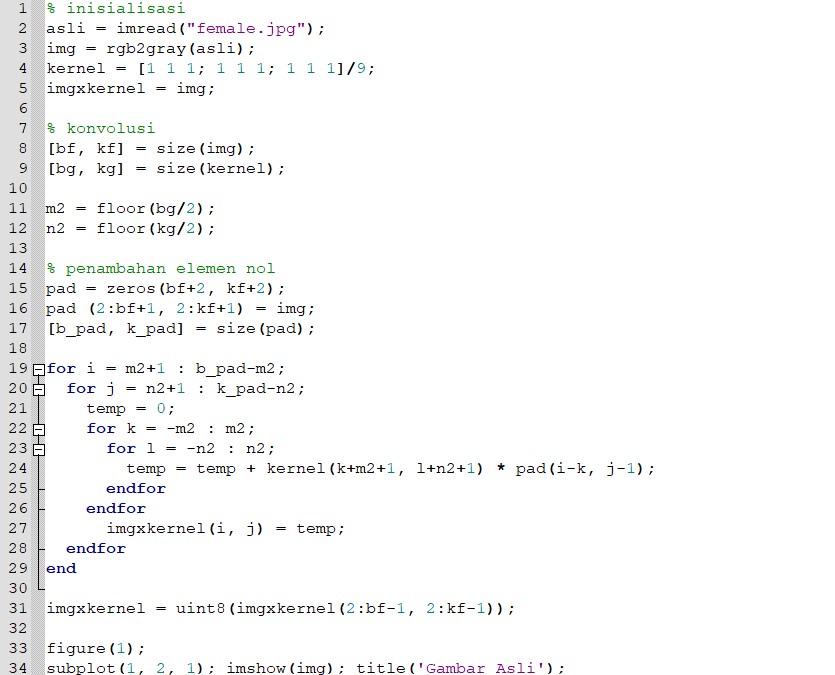 1 % inisialisasi
2 asli = imread("female.jpg");
3 img = rgb2gray(asli);
4 kernel = [1 1 1; 1 1 1; 1 1 1]/9;
5 imgxkernel = img;
6
7 % konvolusi
8 [bf, kf] = size(img);
9 [bg, kg] = size(kernel);
10
11 m2 = floor(bg/2);
12 n2 = floor(kg/2);
13
14 % penambahan elemen nol
15 pad = zeros(bf+2, kf+2);
16 pad (2:bf+1, 2:kf+1) = img;
17 [b_pad, k_pad] = size(pad);
18
19 for i = m2+1 : b_pad-m2;
20 for j = n2+1 : k_pad-n2;
21 temp = 0;
22 for k = -m2 : m2;
23 for l = -n2 : n2;
24 temp = temp + kernel(k+m2+1, l+n2+1) * pad(i-k, j-1);
25 endfor
26 endfor
27 imgxkernel(i, j) = temp;
28 endfor
29 end
30
31 imgxkernel = uint8(imgxkernel(2:bf-1, 2:kf-1));
32
33 figure(1);
34 subplot(1, 2, 1); imshow(img); title('Gambar Asli');